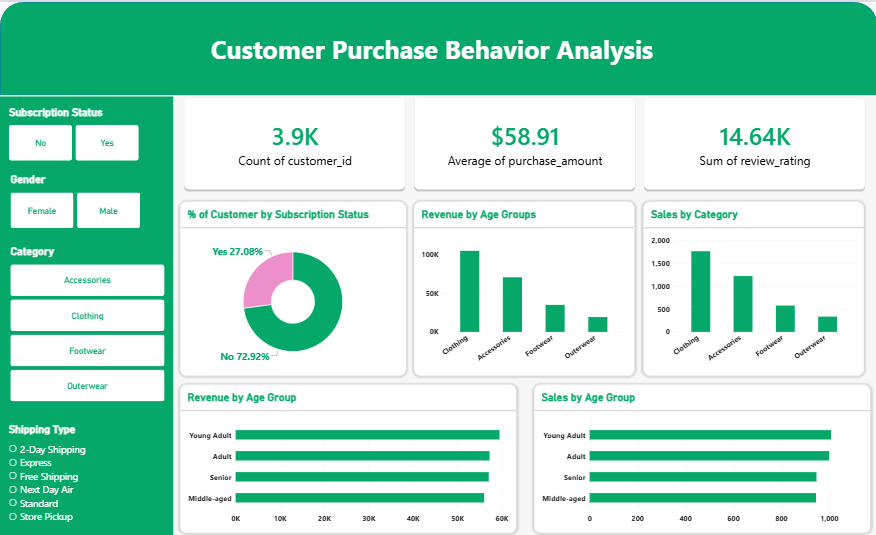 Customer Purchase Behavior Analysis
Subscription Status
No
Yes
Gender
Female
Male
Category
Accessories
Clothing
Footwear
Outerwear
Shipping Type
2-Day Shipping
Express
Free Shipping
Next Day Air
Standard
Store Pickup
3.9K
Count of customer_id
$58.91
Average of purchase_amount
14.64K
Sum of review_rating
% of Customer by Subscription Status
Yes 27.08%
No 72.92%
Revenue by Age Groups
100K
50K
0K
Clothing
Accessories
Footwear
Outerwear
Sales by Category
2,000
1,500
1,000
500
0
Clothing
Accessories
Footwear
Outerwear
Revenue by Age Group
Young Adult
Adult
Senior
Middle-aged
0K 10K 20K 30K 40K 50K 60K
Sales by Age Group
Young Adult
Adult
Senior
Middle-aged
0 200 400 600 800 1,000